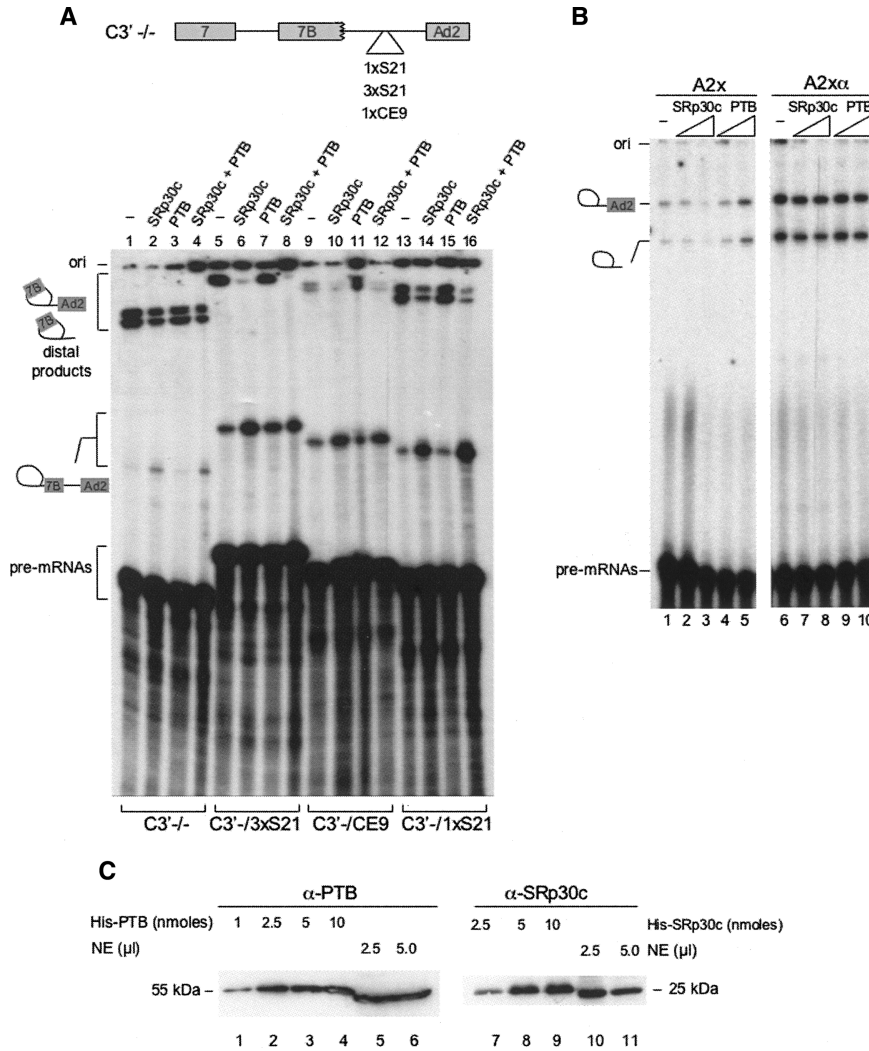 A
C3' -/-
7
7B
Ad2
1xS21
3xS21
1xCE9
–
SRp30c
PTB
SRp30c + PTB
–
SRp30c
PTB
SRp30c + PTB
–
SRp30c
PTB
SRp30c + PTB
–
SRp30c
PTB
SRp30c + PTB
1 2 3 4 5 6 7 8 9 10 11 12 13 14 15 16
ori
7B
Ad2
7B
distal
products
7B
Ad2
pre-mRNAs
C3'-/-
C3'-/3xS21
C3'-/CE9
C3'-/1xS21
B
A2x
A2xα
– SRp30c PTB
– SRp30c PTB
ori
Ad2
pre-mRNAs
1 2 3 4 5
6 7 8 9 10
C
α-PTB
α-SRp30c
His-PTB (nmoles) 1 2.5 5 10
2.5 5 10 His-SRp30c (nmoles)
NE (µl) 2.5 5.0
2.5 5.0 NE (µl)
55 kDa –
– 25 kDa
1 2 3 4 5 6
7 8 9 10 11